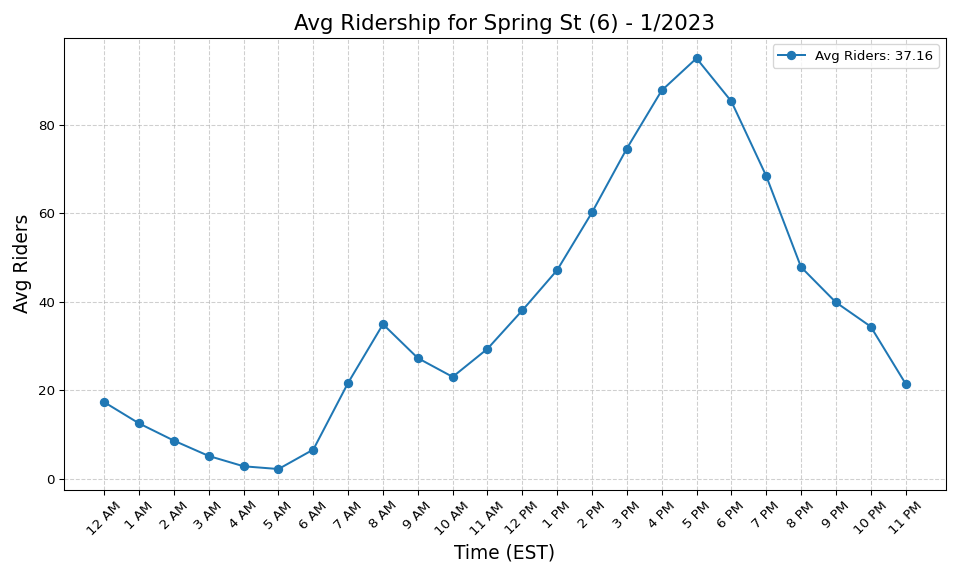 Avg Ridership for Spring St (6) - 1/2023
Avg Riders: 37.16
Avg Riders
80
60
40
20
0
12 AM
1 AM
2 AM
3 AM
4 AM
5 AM
6 AM
7 AM
8 AM
9 AM
10 AM
11 AM
12 PM
1 PM
2 PM
3 PM
4 PM
5 PM
6 PM
7 PM
8 PM
9 PM
10 PM
11 PM
Time (EST)